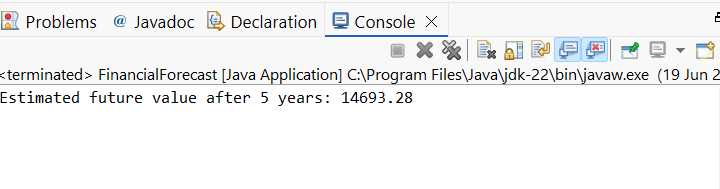 Problems @ Javadoc Declaration Console
<terminated> FinancialForecast [Java Application] C:\Program Files\Java\jdk-22\bin\javaw.exe (19 Jun 2
Estimated future value after 5 years: 14693.28